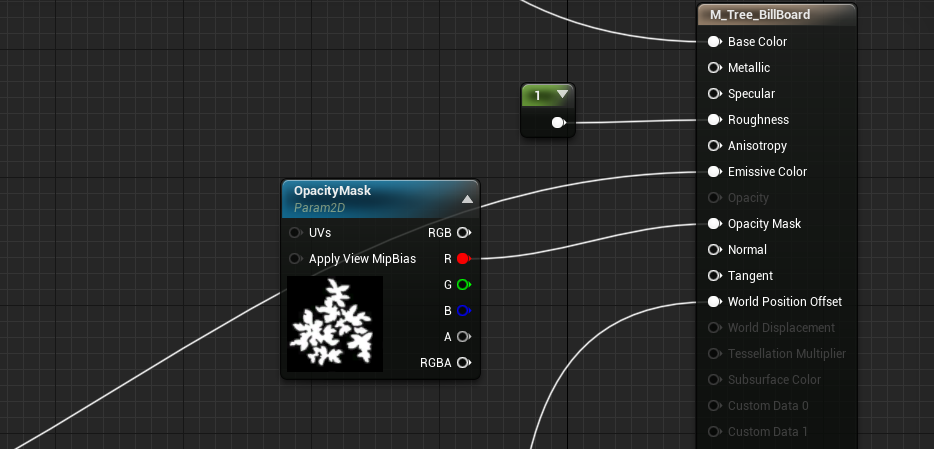 M_Tree_BillBoard
Base Color
Metallic
Specular
1
Roughness
Anisotropy
Emissive Color
OpacityMask
Param2D
Opacity
UVs
RGB
Opacity Mask
Apply View MipBias
R
Normal
G
Tangent
B
World Position Offset
A
World Displacement
RGBA
Tessellation Multiplier
Subsurface Color
Custom Data 0
Custom Data 1